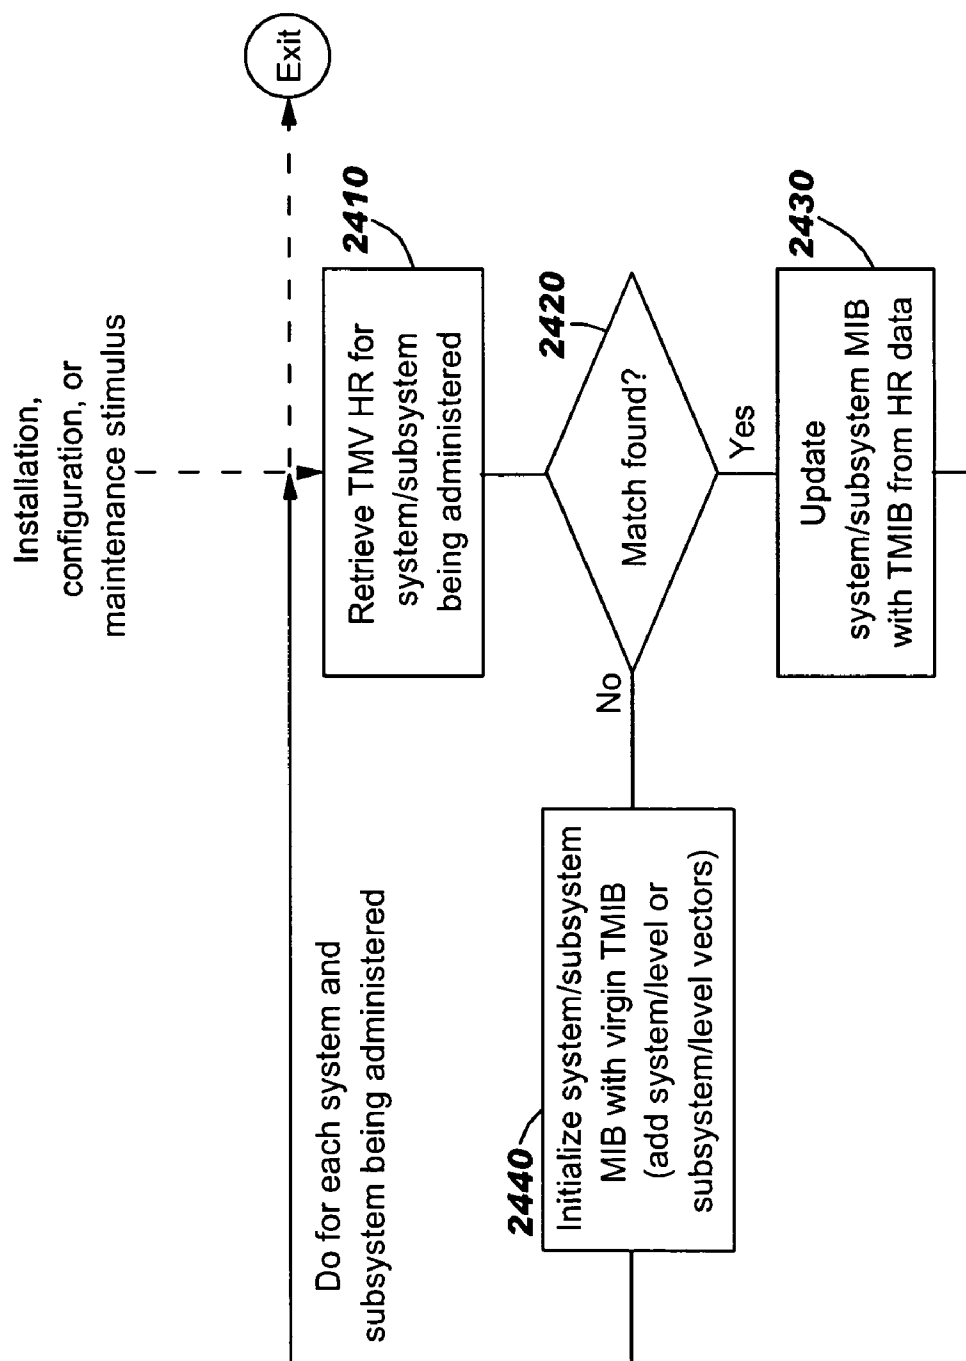 Installation,
configuration, or
maintenance stimulus
Exit
Do for each system and
subsystem being administered
2410
Retrieve TMV HR for
system/subsystem
being administered
2420
Match found?
No
Yes
2440
Initialize system/subsystem
MIB with virgin TMIB
(add system/level or
subsystem/level vectors)
2430
Update
system/subsystem MIB
with TMIB from HR data